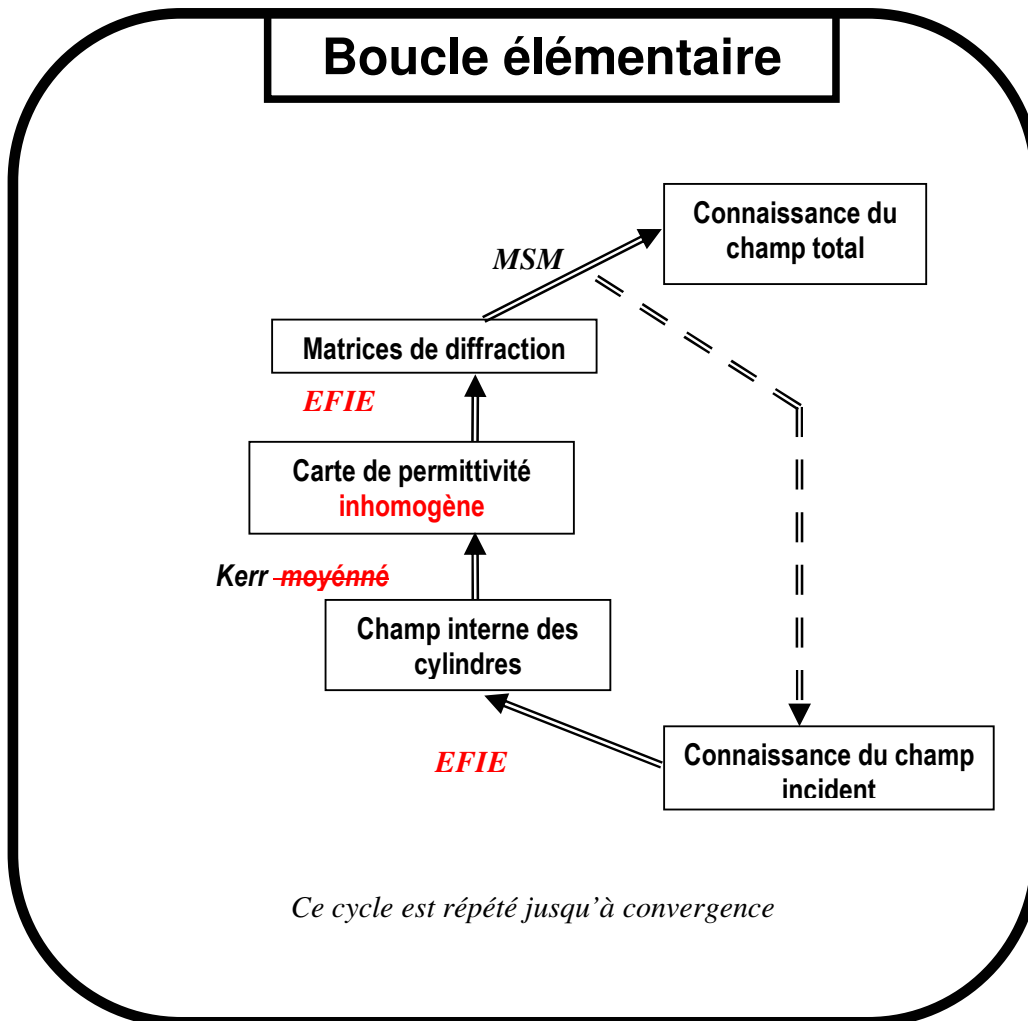 Boucle élémentaire
Connaissance du
champ total
MSM
Matrices de diffraction
EFIE
Carte de permittivité
inhomogène
Kerr moyénné
Champ interne des
cylindres
EFIE
Connaissance du champ
incident
Ce cycle est répété jusqu’à convergence